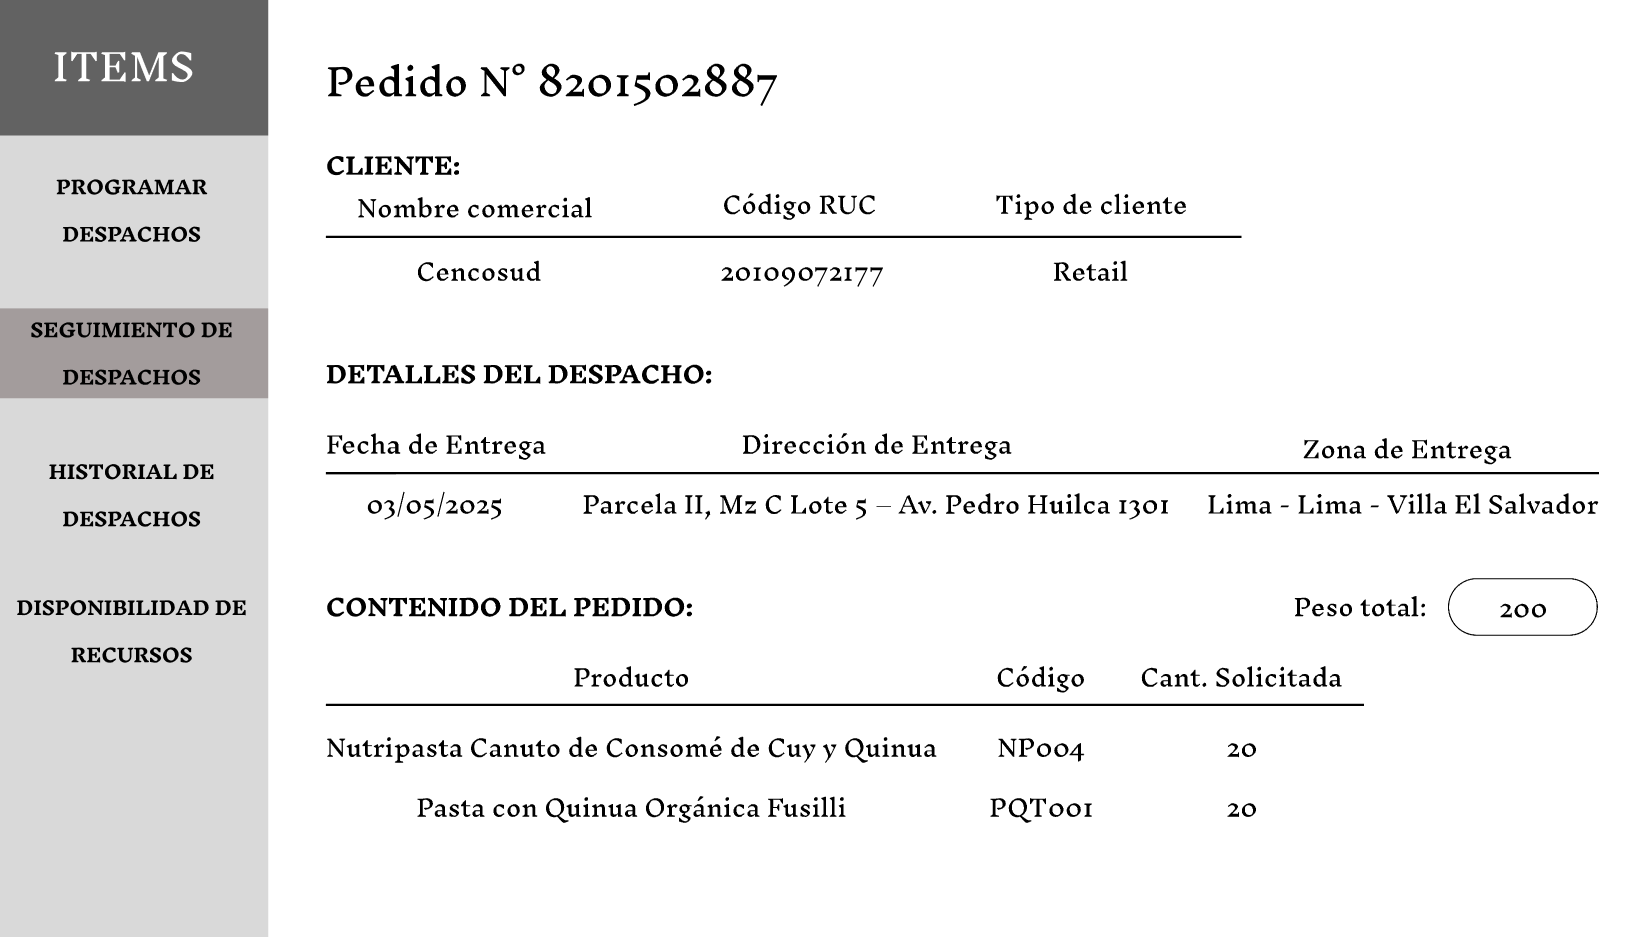 ITEMS
PROGRAMAR
DESPACHOS
SEGUIMIENTO DE
DESPACHOS
HISTORIAL DE
DESPACHOS
DISPONIBILIDAD DE
RECURSOS
Pedido N° 8201502887
CLIENTE:
Nombre comercial Código RUC Tipo de cliente
Cencosud 20109072177 Retail
DETALLES DEL DESPACHO:
Fecha de Entrega Dirección de Entrega Zona de Entrega
03/05/2025 Parcela II, Mz C Lote 5 – Av. Pedro Huilca 1301 Lima - Lima - Villa El Salvador
CONTENIDO DEL PEDIDO: Peso total: 200
Producto Código Cant. Solicitada
Nutripasta Canuto de Consomé de Cuy y Quinua NP004 20
Pasta con Quinua Orgánica Fusilli PQT001 20